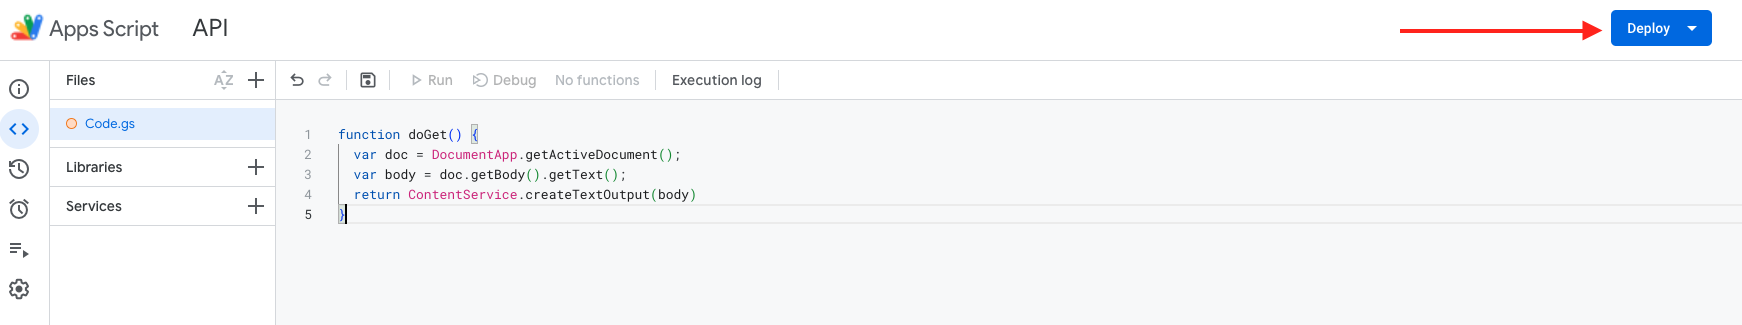 Apps Script API
Deploy
Files AZ
Run Debug No functions Execution log
Code.gs
Libraries
Services
1 function doGet() {
2 var doc = DocumentApp.getActiveDocument();
3 var body = doc.getBody().getText();
4 return ContentService.createTextOutput(body)
5 }